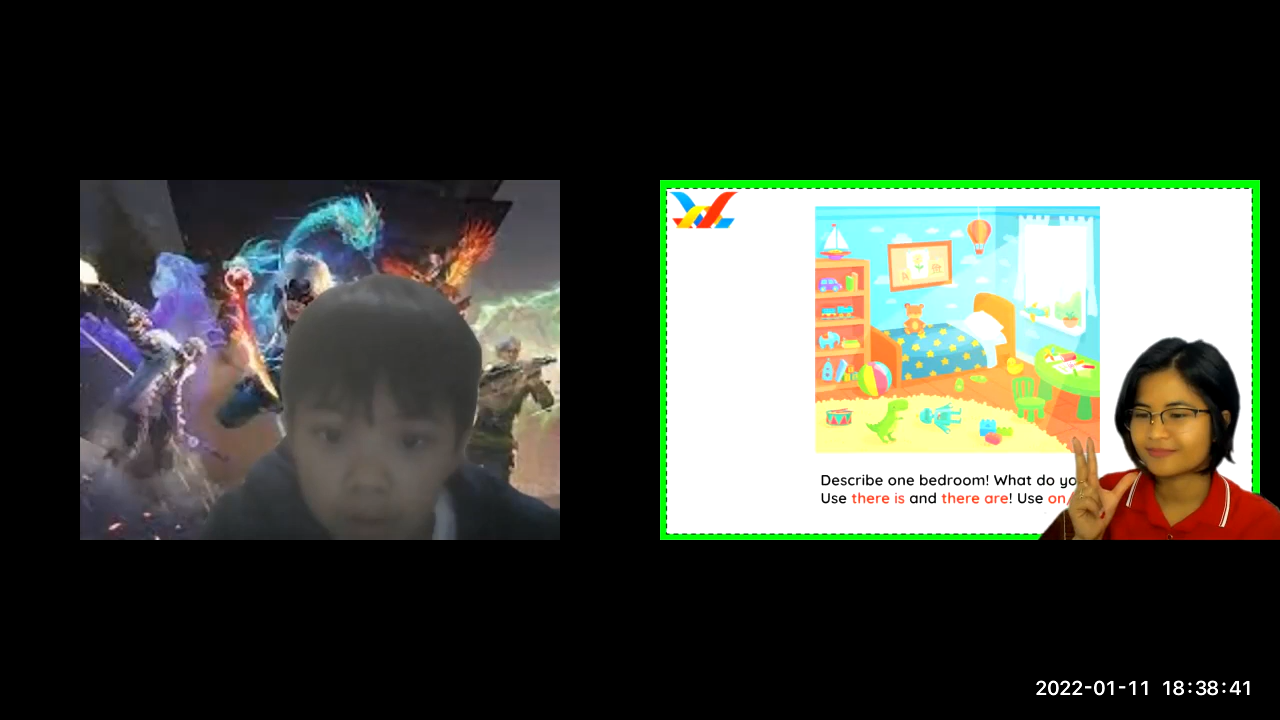 Describe one bedroom! What do yo
Use there is and there are! Use on
2022-01-11 18:38:41